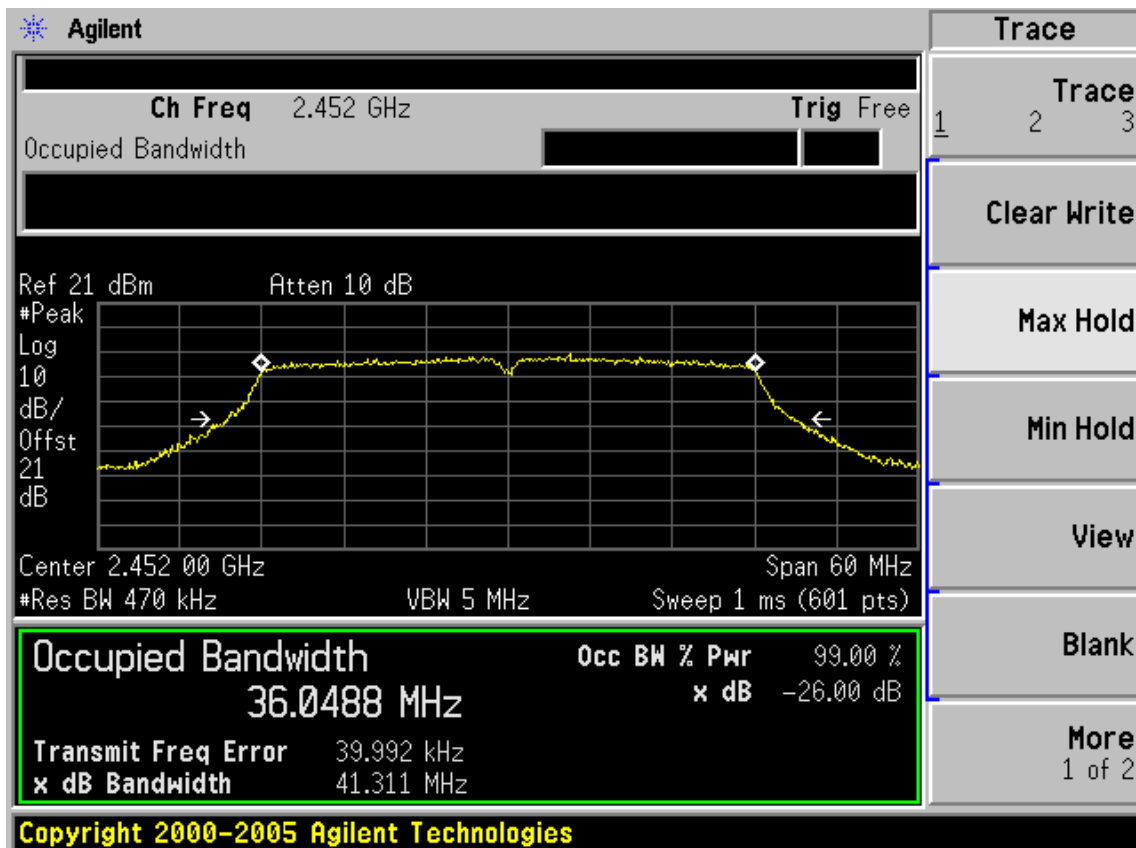 Agilent
Trace
Ch Freq 2.452 GHz Trig Free
Occupied Bandwidth
Trace
1 2 3
Clear Write
Max Hold
Min Hold
View
Blank
More
1 of 2
Ref 21 dBm Atten 10 dB
#Peak
Log
10
dB/
Offst
21
dB
Center 2.452 00 GHz Span 60 MHz
#Res BW 470 kHz VBW 5 MHz Sweep 1 ms (601 pts)
Occupied Bandwidth
36.0488 MHz
Occ BW % Pwr 99.00 %
x dB -26.00 dB
Transmit Freq Error 39.992 kHz
x dB Bandwidth 41.311 MHz
Copyright 2000-2005 Agilent Technologies